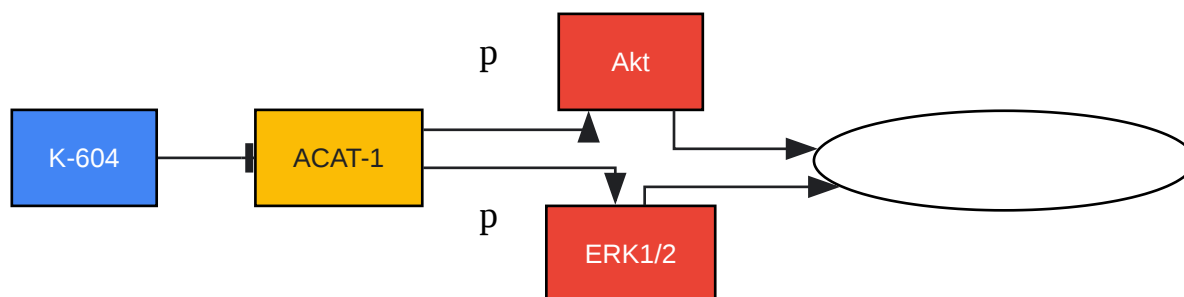 p
Akt
K-604
ACAT-1
p
ERK1/2